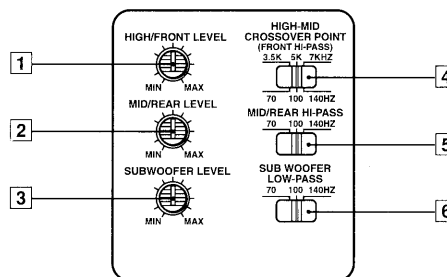 HIGH/FRONT LEVEL
1
MIN MAX
MID/REAR LEVEL
2
MIN MAX
SUBWOOFER LEVEL
3
MIN MAX
HIGH-MID
CROSSOVER POINT
(FRONT HI-PASS)
3.5K 5K 7KHZ
4
70 100 140HZ
MID/REAR HI-PASS
70 100 140HZ
5
SUB WOOFER
LOW-PASS
70 100 140HZ
6